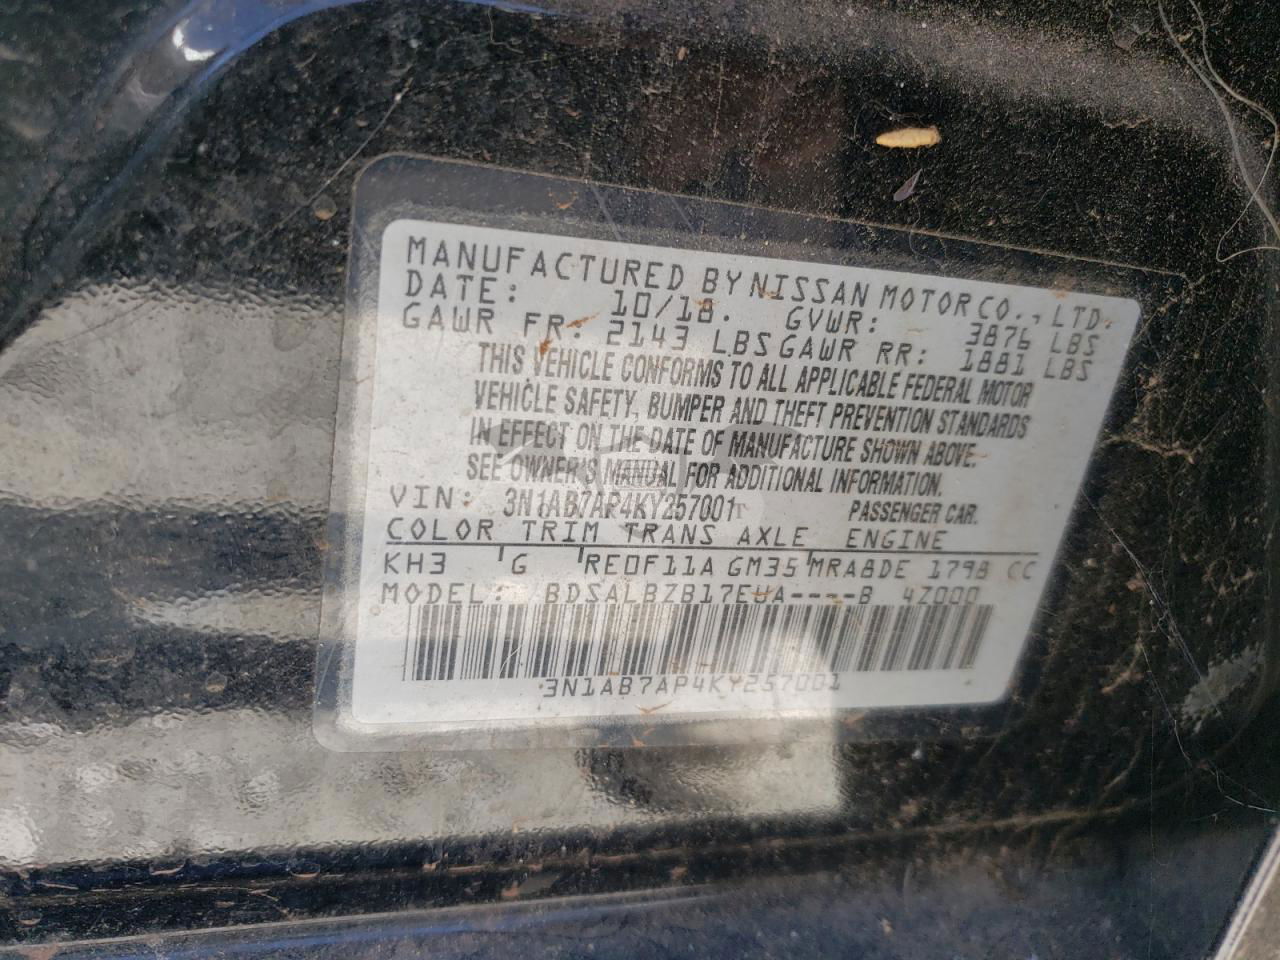 MANUFACTURED BY NISSAN MOTOR CO., LTD.
DATE: 10/18. GVWR: 3876 LBS
GAWR FR: 2143 LBS GAWR RR: 1881 LBS
THIS VEHICLE CONFORMS TO ALL APPLICABLE FEDERAL MOTOR
VEHICLE SAFETY, BUMPER AND THEFT PREVENTION STANDARDS
IN EFFECT ON THE DATE OF MANUFACTURE SHOWN ABOVE.
SEE OWNER'S MANUAL FOR ADDITIONAL INFORMATION.
VIN: 3N1AB7AP4KY257001 PASSENGER CAR.
COLOR TRIM TRANS AXLE ENGINE
KH3 G RE0F11A GM35 MRA8DE 1798 CC
MODEL: BDSALBZB17EUA----B 4Z000
3N1AB7AP4KY257001